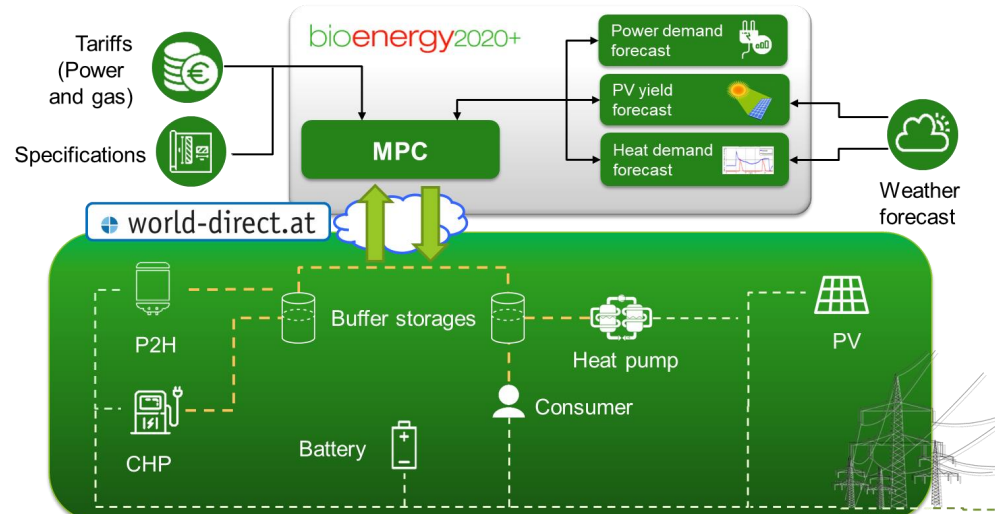 Tariffs
(Power
and gas)
Specifications
bioenergy2020+
MPC
Power demand
forecast
PV yield
forecast
Heat demand
forecast
Weather
forecast
world-direct.at
P2H
Buffer storages
Heat pump
PV
CHP
Consumer
Battery